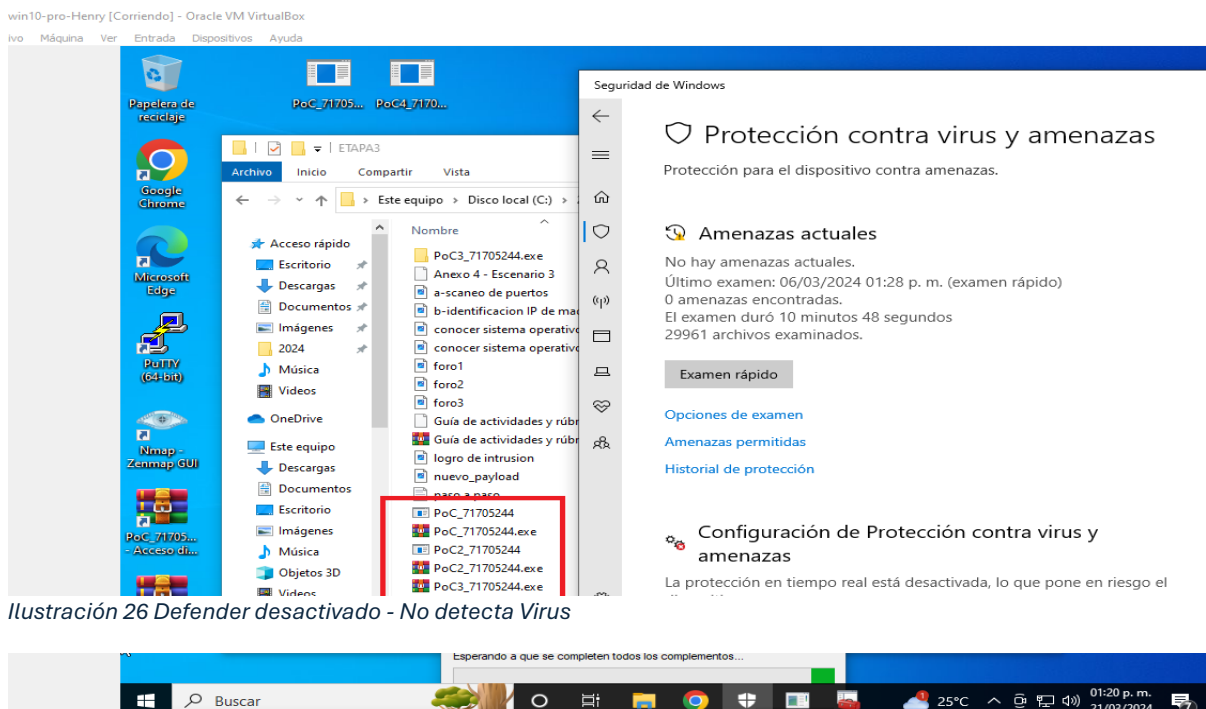 win10-pro-Henry [Corriendo] - Oracle VM VirtualBox
ivo Máquina Ver Entrada Dispositivos Ayuda
Papelera de reciclaje
PoC_71705...
PoC4_7170...
Google Chrome
Microsoft Edge
PuTTY (64-bit)
Nmap - Zenmap GUI
PoC_71705... - Acceso di...
ETAPA3
Archivo Inicio Compartir Vista
Este equipo > Disco local (C:) >
Acceso rápido
Escritorio
Descargas
Documentos
Imágenes
2024
Música
Videos
OneDrive
Este equipo
Descargas
Documentos
Escritorio
Imágenes
Música
Objetos 3D
Videos
Nombre
PoC3_71705244.exe
Anexo 4 - Escenario 3
a-scaneo de puertos
b-identificacion IP de
conocer sistema operativo
conocer sistema operativo
foro1
foro2
foro3
Guía de actividades y
Guía de actividades y
logro de intrusion
nuevo_payload
paso a paso
PoC_71705244
PoC_71705244.exe
PoC2_71705244
PoC2_71705244.exe
PoC3_71705244.exe
Seguridad de Windows
Protección contra virus y amenazas
Protección para el dispositivo contra amenazas.
Amenazas actuales
No hay amenazas actuales.
Último examen: 06/03/2024 01:28 p. m. (examen rápido)
0 amenazas encontradas.
El examen duró 10 minutos 48 segundos
29961 archivos examinados.
Examen rápido
Opciones de examen
Amenazas permitidas
Historial de protección
Configuración de Protección contra virus y
amenazas
La protección en tiempo real está desactivada, lo que pone en riesgo el
Ilustración 26 Defender desactivado - No detecta Virus
Esperando a que se completen todos los complementos...
Buscar
25°C
01:20 p. m.
21/03/2024